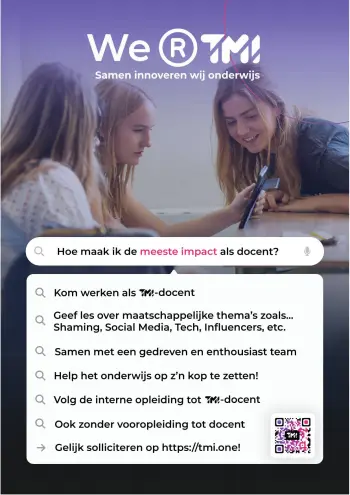 We R TMI
Samen innoveren wij onderwijs
Hoe maak ik de meeste impact als docent?
Kom werken als TMI-docent
Geef les over maatschappelijke thema's zoals...
Shaming, Social Media, Tech, Influencers, etc.
Samen met een gedreven en enthousiast team
Help het onderwijs op z'n kop te zetten!
Volg de interne opleiding tot TMI-docent
Ook zonder vooropleiding tot docent
TMI
Gelijk solliciteren op https://tmi.one!